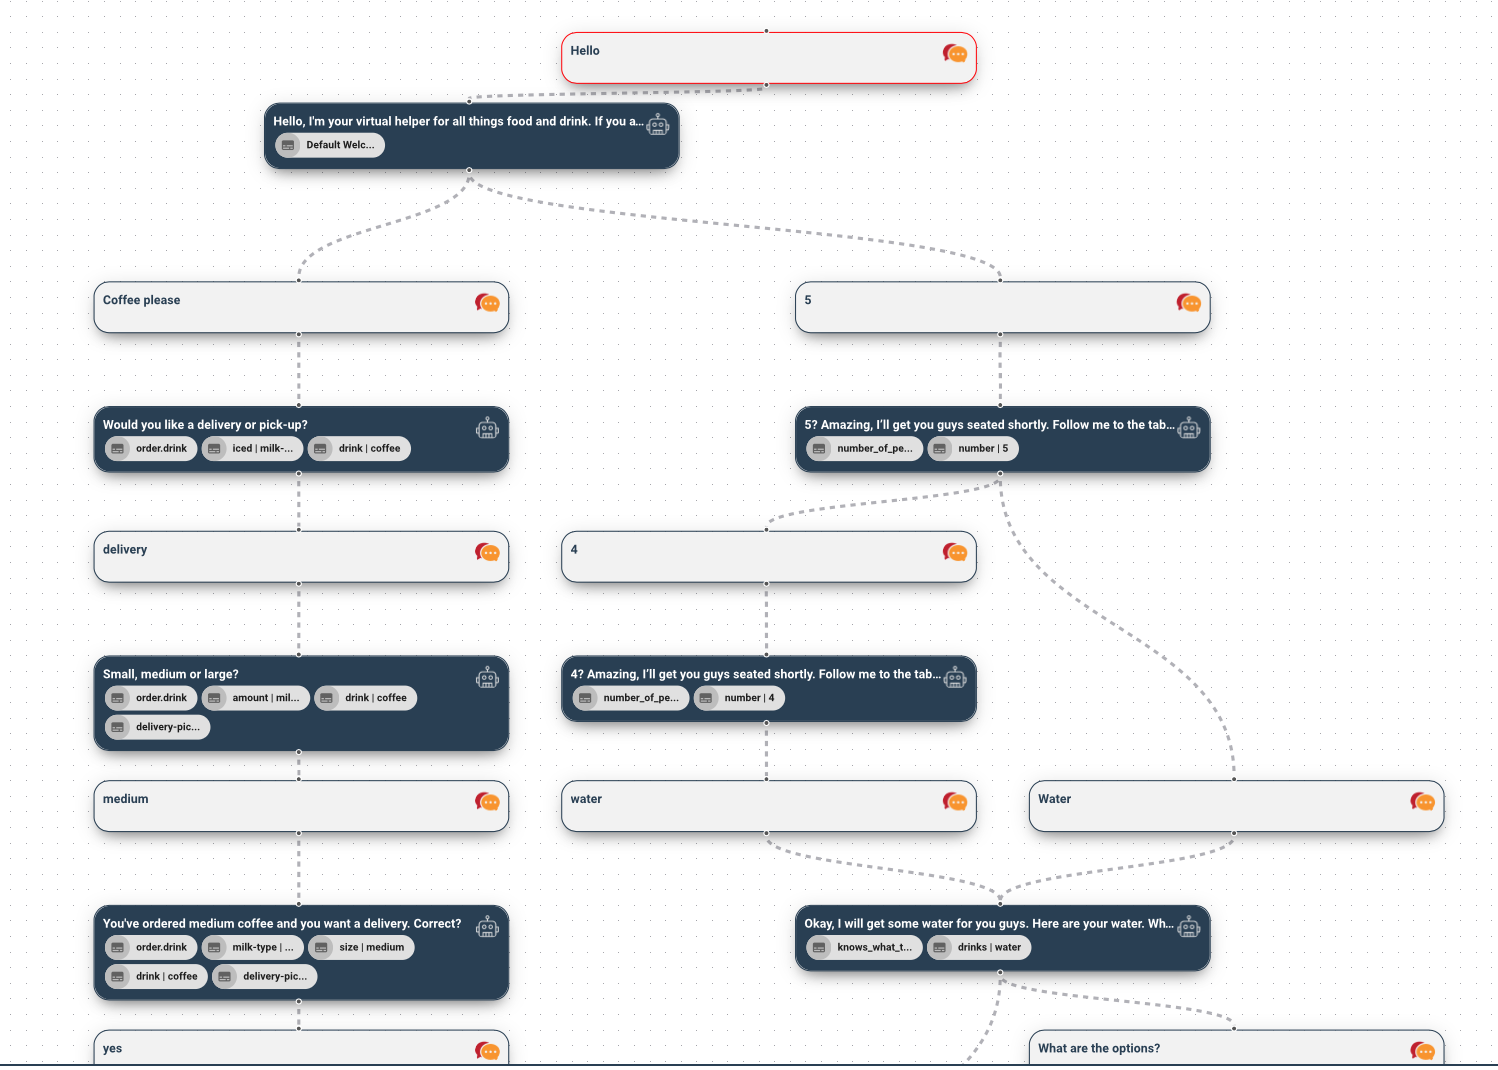 Hello
Hello, I'm your virtual helper for all things food and drink. If you a...
Default Welc...
Coffee please
5
Would you like a delivery or pick-up?
order.drink
iced | milk-...
drink | coffee
5? Amazing, I'll get you guys seated shortly. Follow me to the tab...
number_of_pe...
number | 5
delivery
4
Small, medium or large?
order.drink
amount | mil...
drink | coffee
delivery-pic...
4? Amazing, I'll get you guys seated shortly. Follow me to the tab...
number_of_pe...
number | 4
medium
water
Water
You've ordered medium coffee and you want a delivery. Correct?
order.drink
milk-type | ...
size | medium
drink | coffee
delivery-pic...
Okay, I will get some water for you guys. Here are your water. Wh...
knows_what_t...
drinks | water
yes
What are the options?